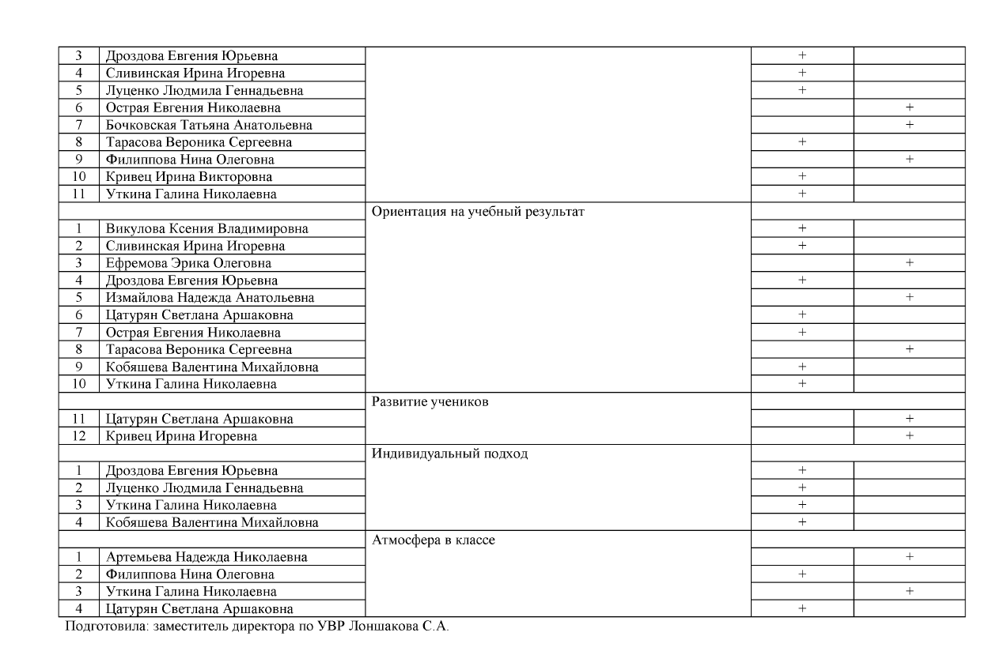 3 Дроздова Евгения Юрьевна +
4 Сливинская Ирина Игоревна +
5 Луценко Людмила Геннадьевна +
6 Острая Евгения Николаевна +
7 Бочковская Татьяна Анатольевна +
8 Тарасова Вероника Сергеевна +
9 Филиппова Нина Олеговна +
10 Кривец Ирина Викторовна +
11 Уткина Галина Николаевна +
Ориентация на учебный результат
1 Викулова Ксения Владимировна +
2 Сливинская Ирина Игоревна +
3 Ефремова Эрика Олеговна +
4 Дроздова Евгения Юрьевна +
5 Измайлова Надежда Анатольевна +
6 Цатурян Светлана Аршаковна +
7 Острая Евгения Николаевна +
8 Тарасова Вероника Сергеевна +
9 Кобяшева Валентина Михайловна +
10 Уткина Галина Николаевна +
Развитие учеников
11 Цатурян Светлана Аршаковна +
12 Кривец Ирина Игоревна +
Индивидуальный подход
1 Дроздова Евгения Юрьевна +
2 Луценко Людмила Геннадьевна +
3 Уткина Галина Николаевна +
4 Кобяшева Валентина Михайловна +
Атмосфера в классе
1 Артемьева Надежда Николаевна +
2 Филиппова Нина Олеговна +
3 Уткина Галина Николаевна +
4 Цатурян Светлана Аршаковна +
Подготовила: заместитель директора по УВР Лоншакова С.А.